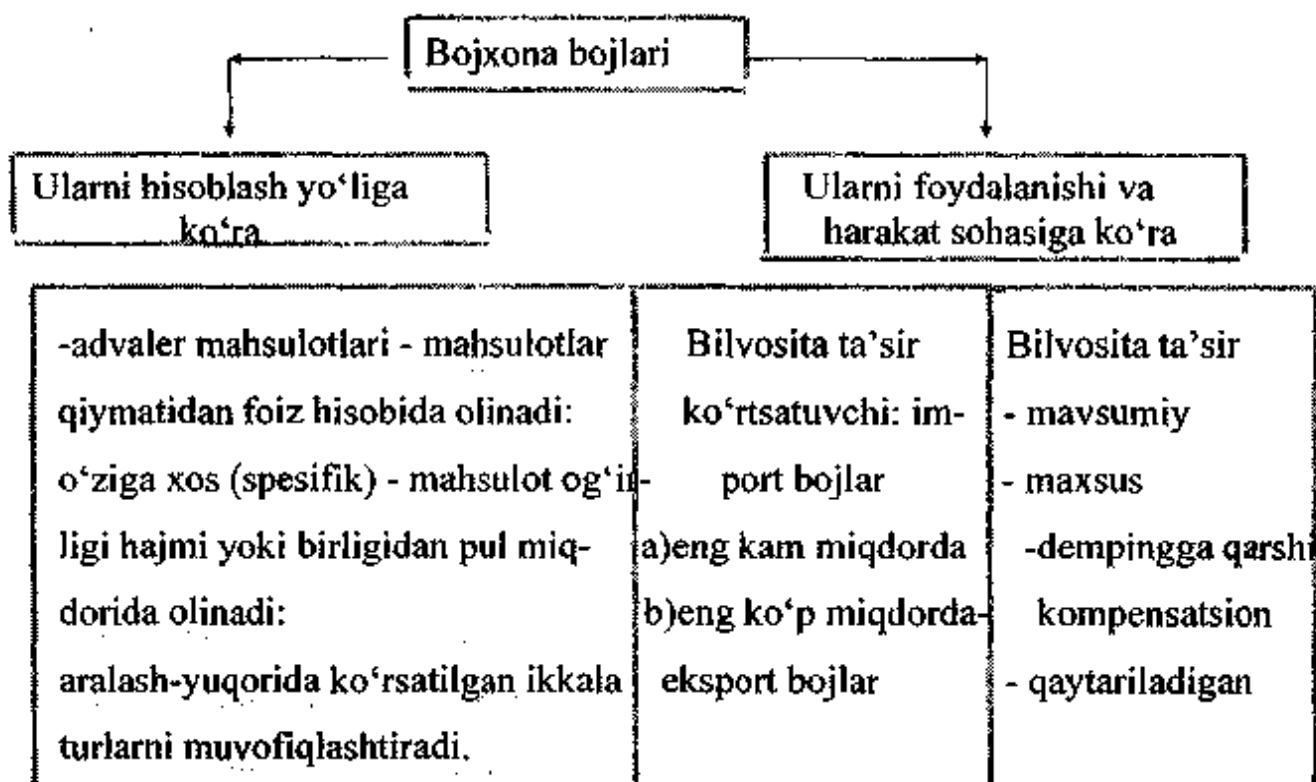 Bojxona bojlari
Ularni hisoblash yo‘liga
ko‘ra
Ularni foydalanishi va
harakat sohasiga ko‘ra
-advaler mahsulotlari - mahsulotlar
qiymatidan foiz hisobida olinadi:
o‘ziga xos (spesifik) - mahsulot og‘ir-
ligi hajmi yoki birligidan pul miq-
dorida olinadi:
aralash-yuqorida ko‘rsatilgan ikkala
turlarni muvofiqlashtiradi.
Bilvosita ta’sir
ko‘rtsatuvchi: im-
port bojlar
a)eng kam miqdorda
b)eng ko‘p miqdorda-
eksport bojlar
Bilvosita ta’sir
- mavsumiy
- maxsus
-dempingga qarshi
kompensatsion
- qaytariladigan